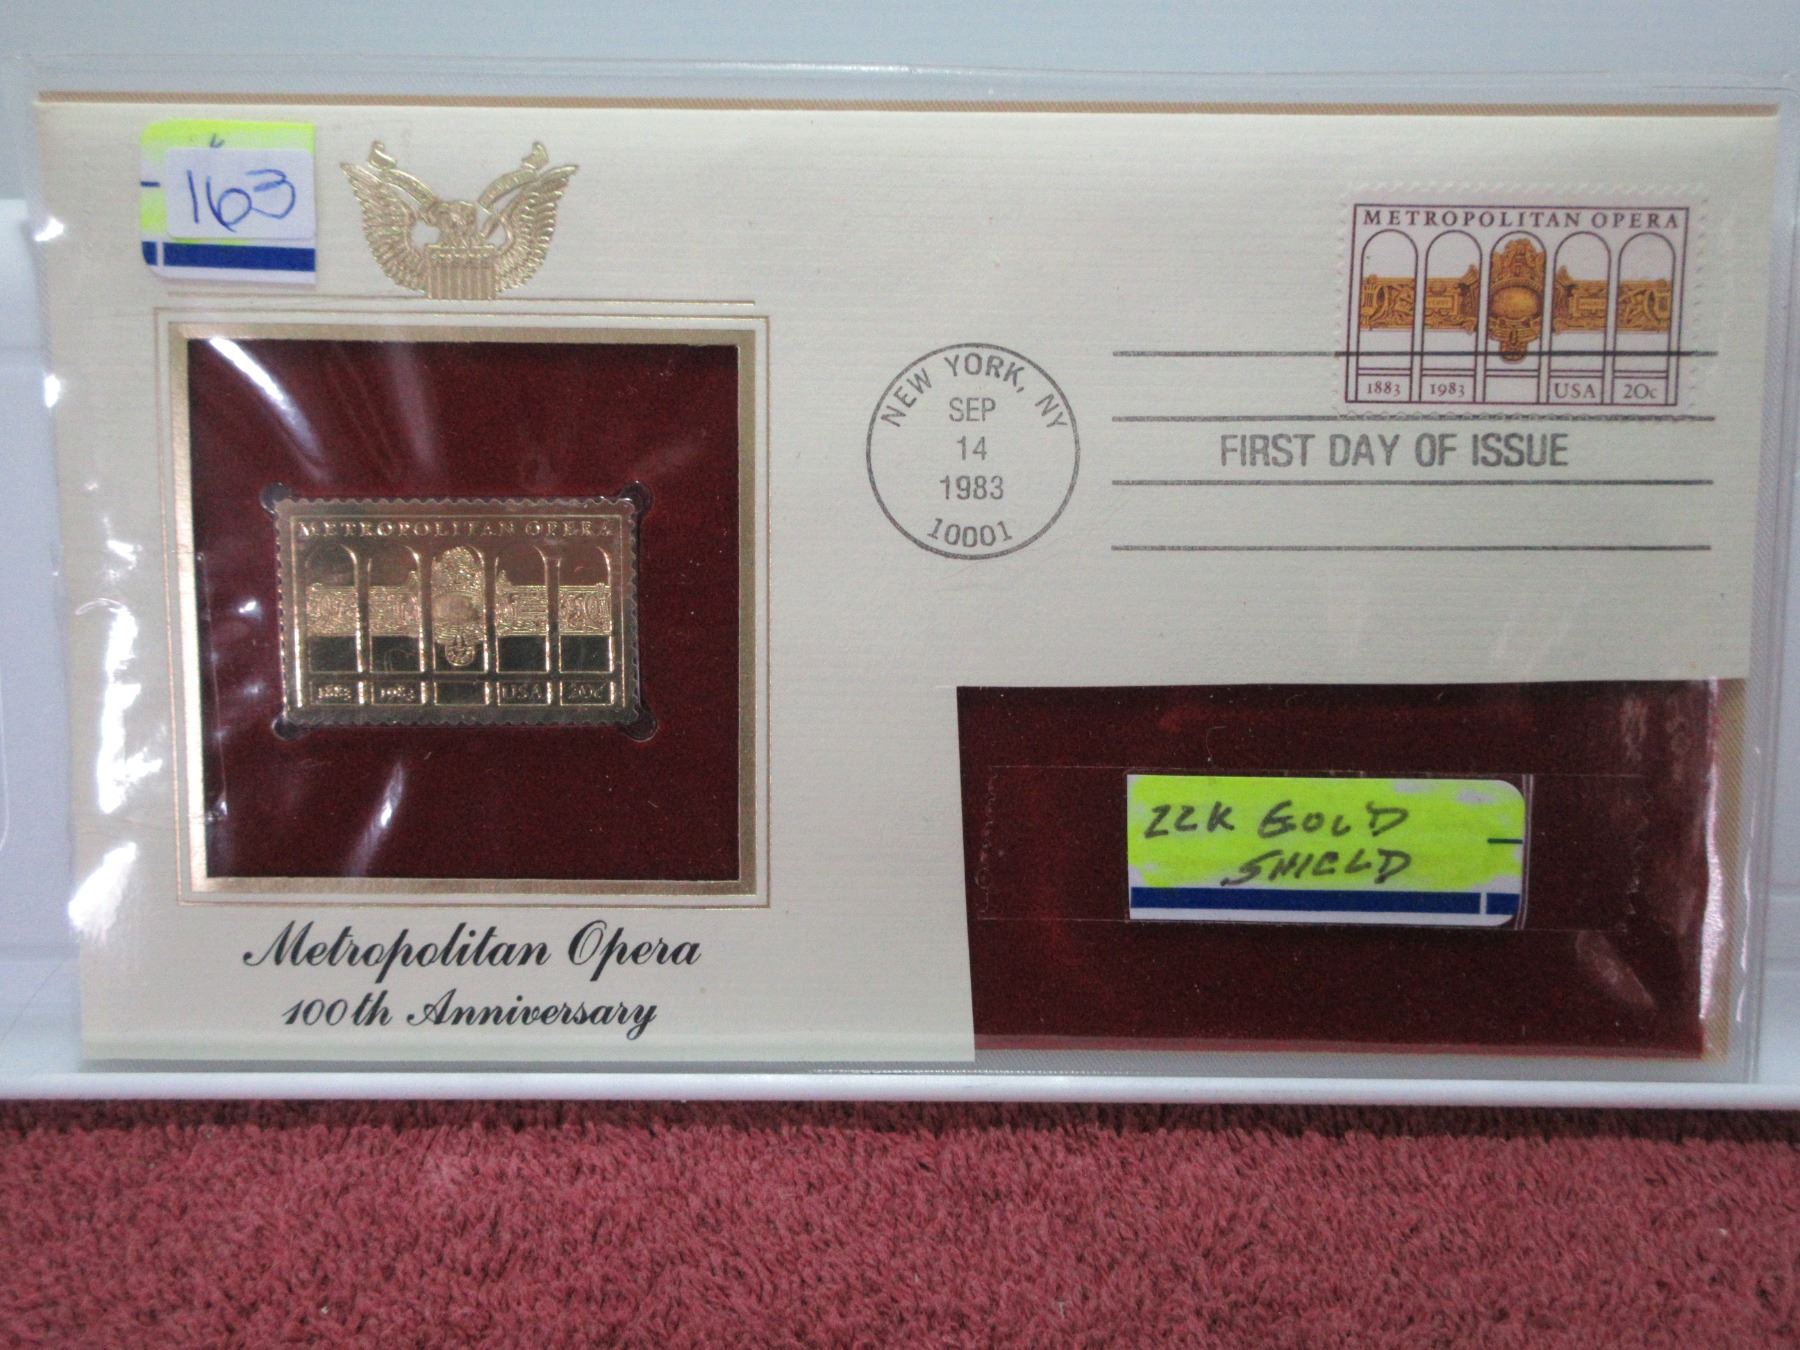 163
METROPOLITAN OPERA
1883 1983 USA 20c
NEW YORK, NY
SEP
14
1983
10001
FIRST DAY OF ISSUE
METROPOLITAN OPERA
1883 1983 USA 20c
22K GOLD
SHIELD
Metropolitan Opera
100th Anniversary